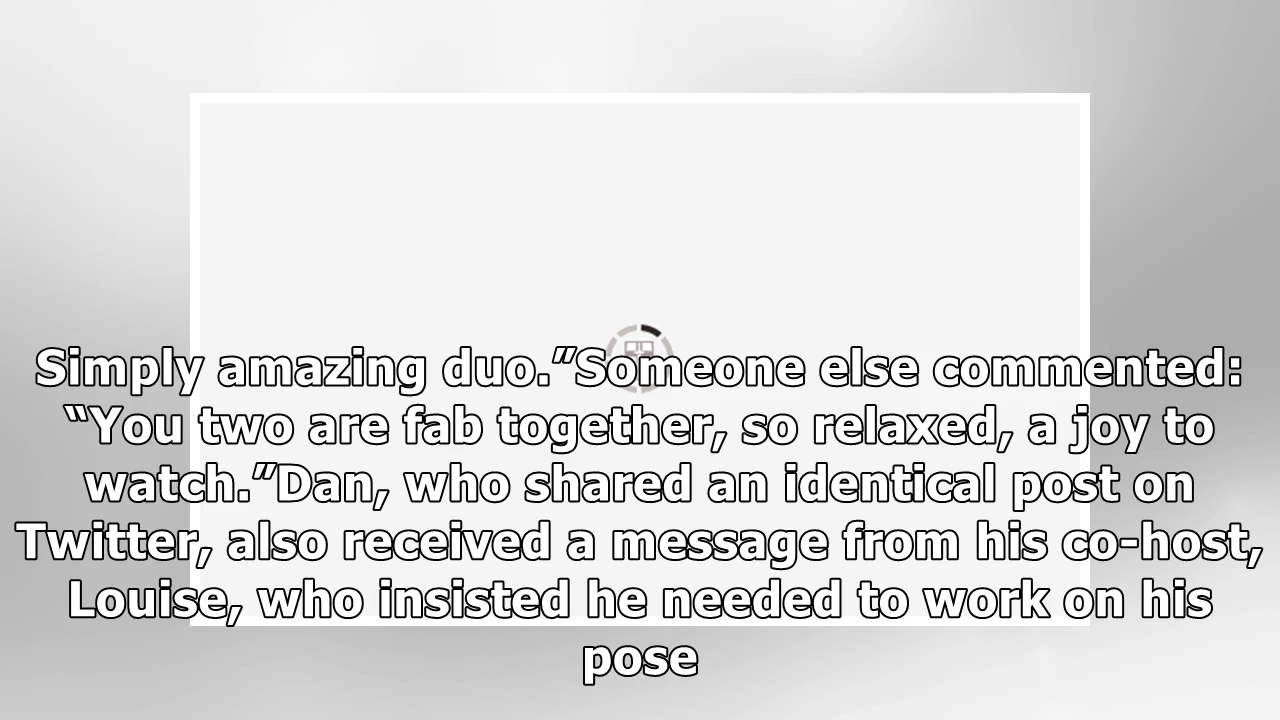 Simply amazing duo.”Someone else commented:
“You two are fab together, so relaxed, a joy to
watch.”Dan, who shared an identical post on
Twitter, also received a message from his co-host,
Louise, who insisted he needed to work on his
pose